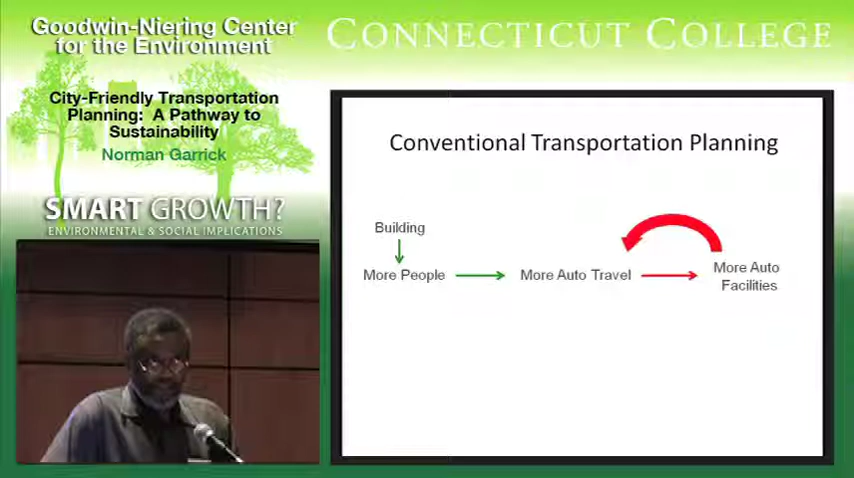 Goodwin-Niering Center
for the Environment
CONNECTICUT COLLEGE
City-Friendly Transportation
Planning: A Pathway to
Sustainability
Norman Garrick
SMART GROWTH?
ENVIRONMENTAL & SOCIAL IMPLICATIONS
Conventional Transportation Planning
Building
More People
More Auto Travel
More Auto
Facilities